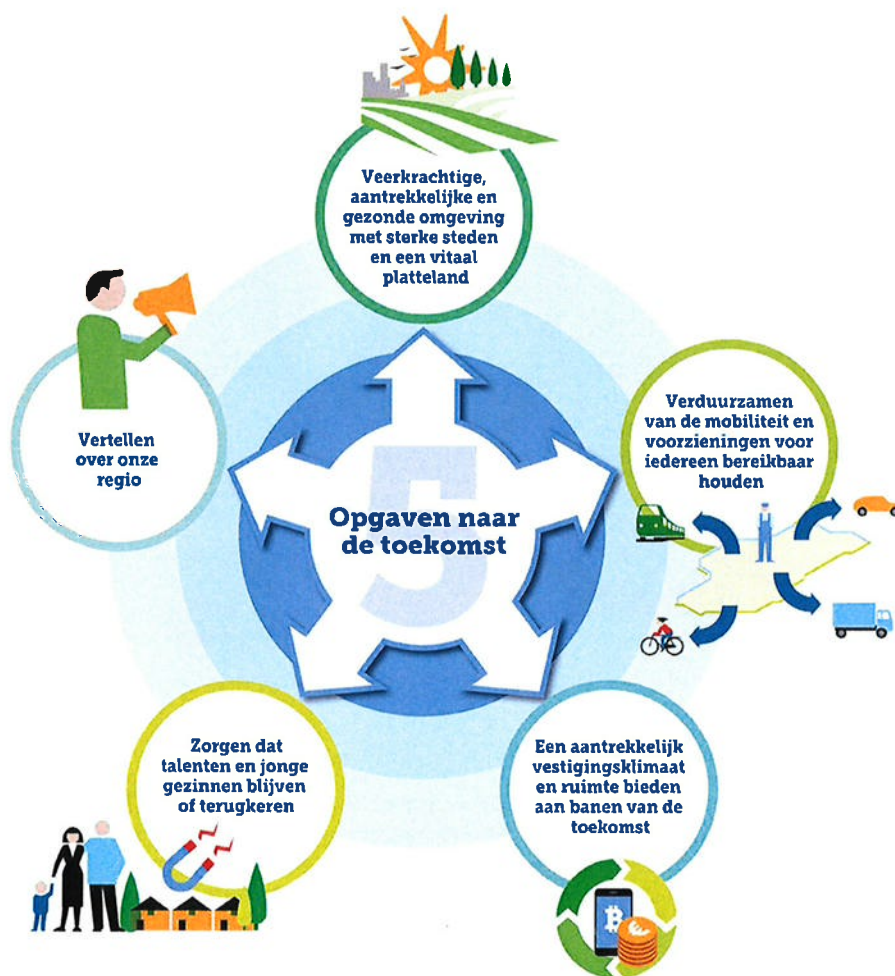 Veerkrachtige,
aantrekkelijke en
gezonde omgeving
met sterke steden
en een vitaal
platteland
Vertellen
over onze
regio
Verduurzamen
van de mobiliteit en
voorzieningen voor
iedereen bereikbaar
houden
5
Opgaven naar
de toekomst
Zorgen dat
talenten en jonge
gezinnen blijven
of terugkeren
Een aantrekkelijk
vestigingsklimaat
en ruimte bieden
aan banen van de
toekomst
₿
€